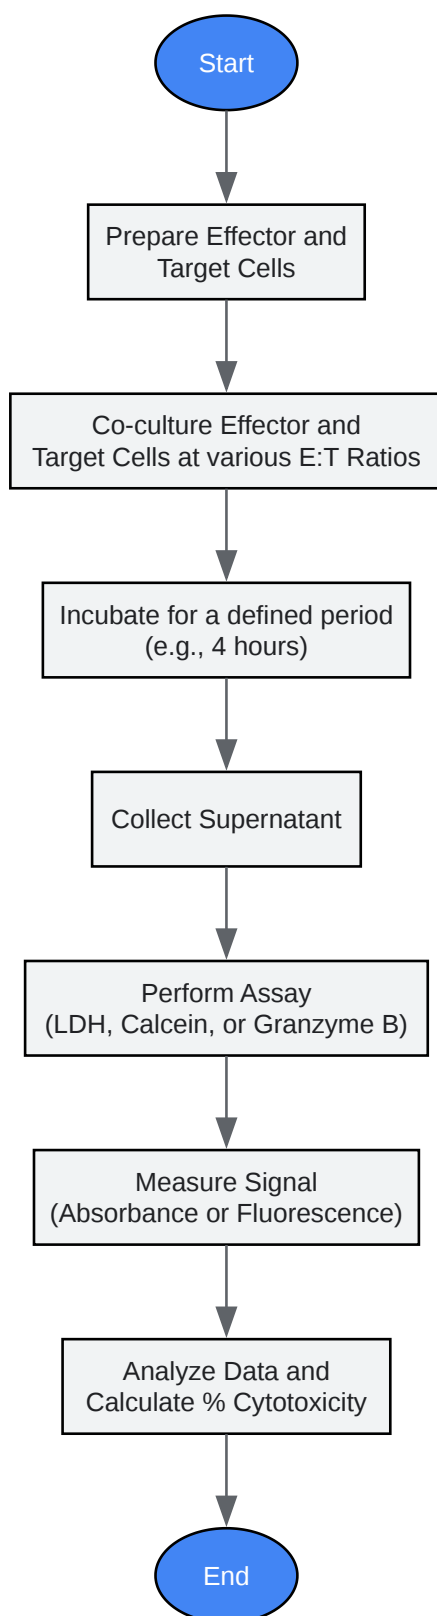 Start
Prepare Effector and
Target Cells
Co-culture Effector and
Target Cells at various E:T Ratios
Incubate for a defined period
(e.g., 4 hours)
Collect Supernatant
Perform Assay
(LDH, Calcein, or Granzyme B)
Measure Signal
(Absorbance or Fluorescence)
Analyze Data and
Calculate % Cytotoxicity
End